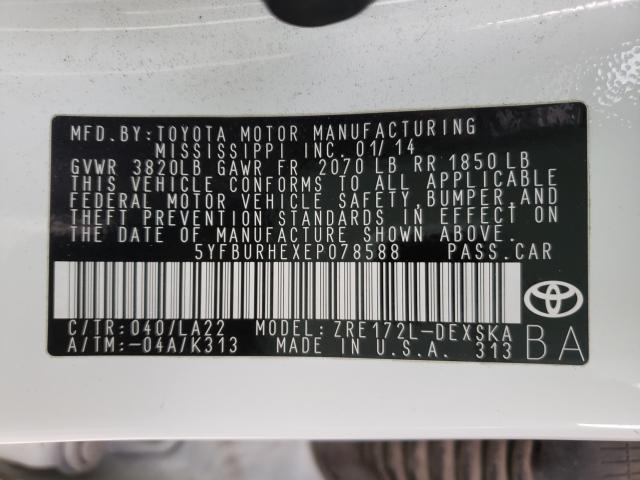 MFD.BY:TOYOTA MOTOR MANUFACTURING
MISSISSIPPI INC.01/14
GVWR 3820LB GAWR FR 2070 LB RR 1850LB
THIS VEHICLE CONFORMS TO ALL APPLICABLE
FEDERAL MOTOR VEHICLE SAFETY,BUMPER,AND
THEFT PREVENTION STANDARDS IN EFFECT ON
THE DATE OF MANUFACTURE SHOWN ABOVE.
5YFBURHEXEP078588 PASS.CAR
C/TR:040/LA22 MODEL:ZRE172L-DEXSKA
A/TM:-04A/K313 MADE IN U.S.A. 313
BA